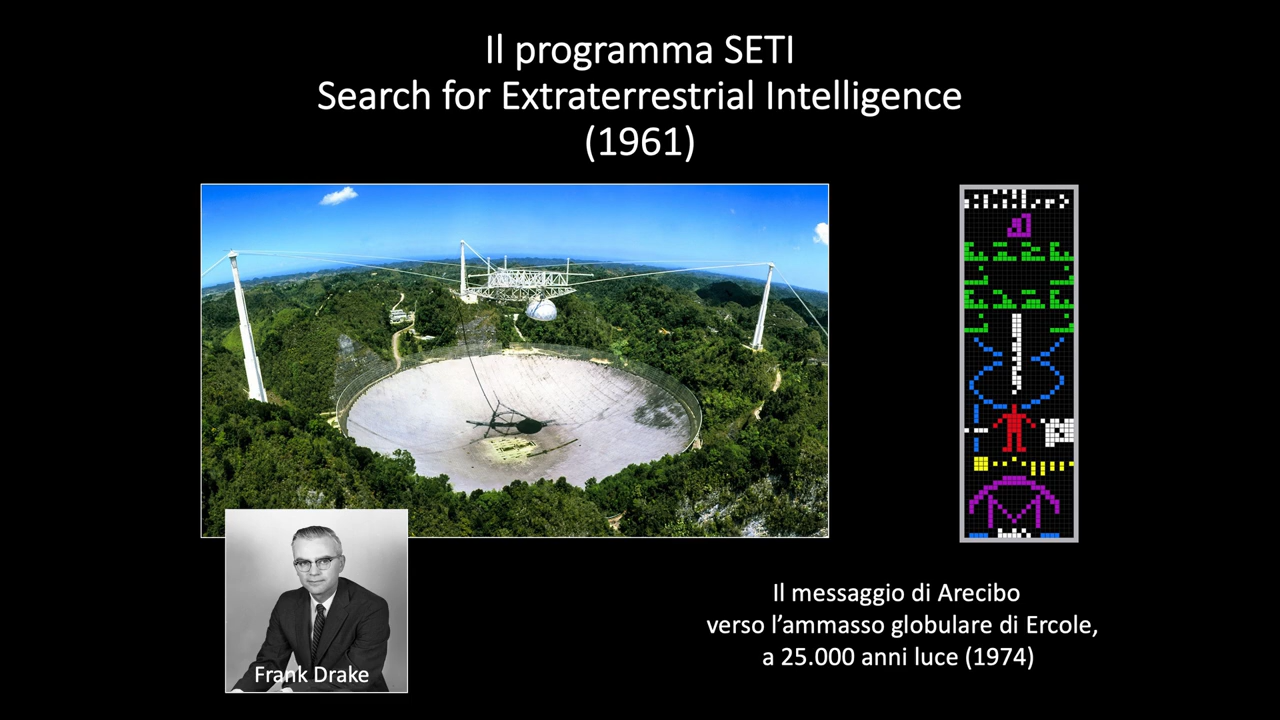 Il programma SETI
Search for Extraterrestrial Intelligence
(1961)
Frank Drake
Il messaggio di Arecibo
verso l’ammasso globulare di Ercole,
a 25.000 anni luce (1974)